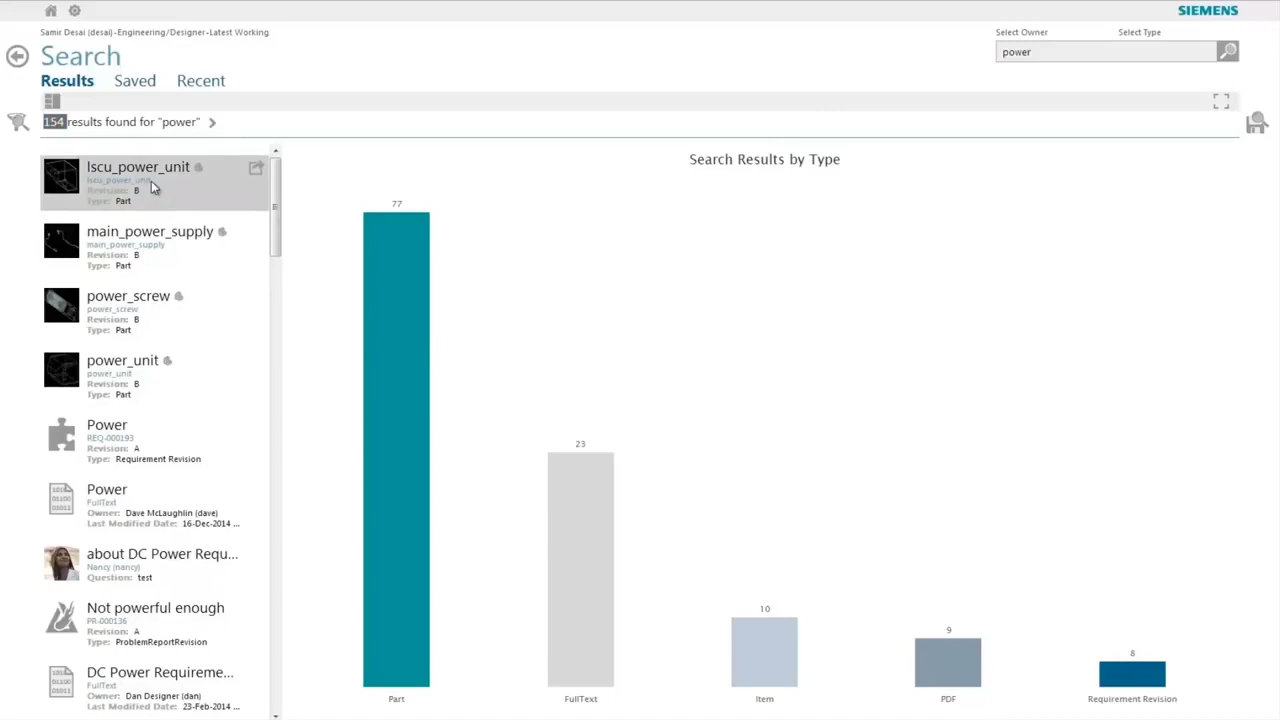 SIEMENS
Samir Desai (desai)-Engineering/Designer-Latest Working
Select Owner
Select Type
Search
power
Results
Saved
Recent
154 results found for "power"
lscu_power_unit
lscu_power_unit
Revision: B
Type: Part
main_power_supply
main_power_supply
Revision: B
Type: Part
power_screw
power_screw
Revision: B
Type: Part
power_unit
power_unit
Revision: B
Type: Part
Power
REQ-000193
Revision: A
Type: Requirement Revision
Power
FullText
Owner: Dave McLaughlin (dave)
Last Modified Date: 16-Dec-2014 ...
about DC Power Requ...
Nancy (nancy)
Question: test
Not powerful enough
PR-000136
Revision: A
Type: ProblemReportRevision
DC Power Requireme...
FullText
Owner: Dan Designer (dan)
Last Modified Date: 23-Feb-2014 ...
Search Results by Type
77
23
10
9
8
Part
FullText
Item
PDF
Requirement Revision